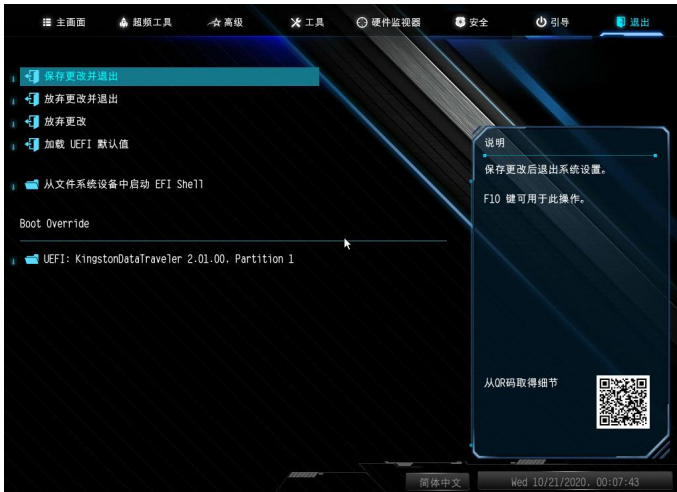 主画面
超频工具
高级
工具
硬件监视器
安全
引导
退出
保存更改并退出
放弃更改并退出
放弃更改
加载 UEFI 默认值
从文件系统设备中启动 EFI Shell
Boot Override
UEFI: KingstonDataTraveler 2.01.00, Partition 1
说明
保存更改后退出系统设置。
F10 键可用于此操作。
从QR码取得细节
简体中文
Wed 10/21/2020, 00:07:43